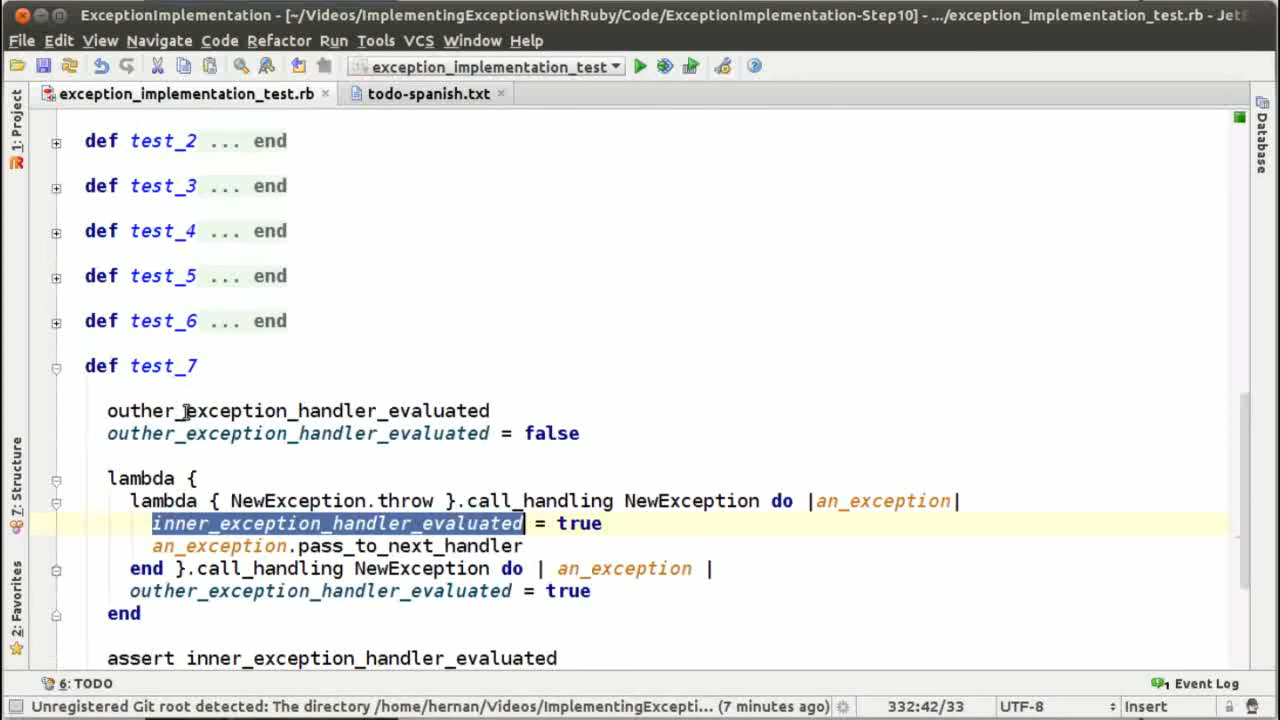 ExceptionImplementation - [~/Videos/ImplementingExceptionsWithRuby/Code/ExceptionImplementation-Step10] - .../exception_implementation_test.rb - Jet
File Edit View Navigate Code Refactor Run Tools VCS Window Help
exception_implementation_test
exception_implementation_test.rb todo-spanish.txt
1: Project
Database
def test_2 ... end
def test_3 ... end
def test_4 ... end
def test_5 ... end
def test_6 ... end
def test_7
outher_exception_handler_evaluated
outher_exception_handler_evaluated = false
lambda {
lambda { NewException.throw }.call_handling NewException do |an_exception|
inner_exception_handler_evaluated = true
an_exception.pass_to_next_handler
end }.call_handling NewException do | an_exception |
outher_exception_handler_evaluated = true
end
assert inner_exception_handler_evaluated
7: Structure
2: Favorites
6: TODO
1 Event Log
Unregistered Git root detected: The directory /home/hernan/Videos/ImplementingExcepti... (7 minutes ago) 332:42/33 UTF-8 Insert